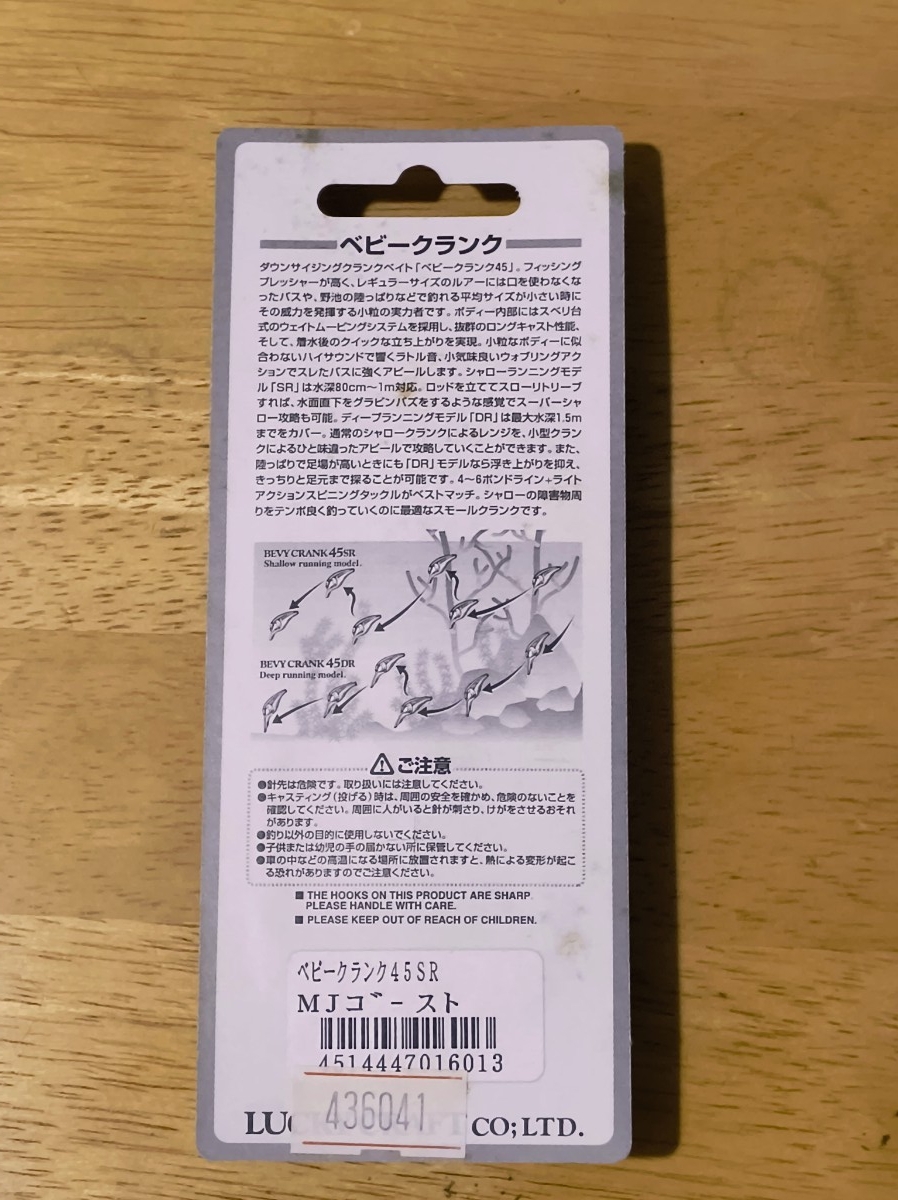 ベビークランク
ダウンサイジングクランクベイト「ベビークランク45」。フィッシング
プレッシャーが高く、レギュラーサイズのルアーには口を使わなくな
ったバスや、野池の陸っぱりなどで釣れる平均サイズが小さい時に
その威力を発揮する小粒の実力者です。ボディー内部にはスベリ台
式のウェイトムービングシステムを採用し、抜群のロングキャスト性能、
そして、着水後のクイックな立ち上がりを実現。小粒なボディーに似
合わないハイサウンドで響くラトル音、小気味良いウォブリングアク
ションでスレたバスに強くアピールします。シャローランニングモデ
ル「SR」は水深80cm〜1m対応。ロッドを立ててスローリトリーブ
すれば、水面直下をグラビンバズをするような感覚でスーパーシャ
ロー攻略も可能。ディープランニングモデル「DR」は最大水深1.5m
までをカバー。通常のシャロークランクによるレンジを、小型クラン
クによるひと味違ったアピールで攻略していくことができます。また、
陸っぱりで足場が高いときにも「DR」モデルなら浮き上がりを抑え、
きっちりと足元まで探ることが可能です。4〜6ポンドライン+ライト
アクションスピニングタックルがベストマッチ。シャローの障害物周
りをテンポ良く釣っていくのに最適なスモールクランクです。
BEVY CRANK 45SR
Shallow running model.
BEVY CRANK 45DR
Deep running model.
⚠ご注意
●針先は危険です。取り扱いには注意してください。
●キャスティング(投げる)時は、周囲の安全を確かめ、危険のないことを
確認してください。周囲に人がいると針が刺さり、けがをさせるおそれ
があります。
●釣り以外の目的に使用しないでください。
●子供または幼児の手の届かない所に保管してください。
●車の中などの高温になる場所に放置されますと、熱による変形が起こ
る恐れがありますのでご注意ください。
■ THE HOOKS ON THIS PRODUCT ARE SHARP
PLEASE HANDLE WITH CARE.
■ PLEASE KEEP OUT OF REACH OF CHILDREN.
ベビークランク45SR
MJゴースト
4514447016013
436041
CO;LTD.